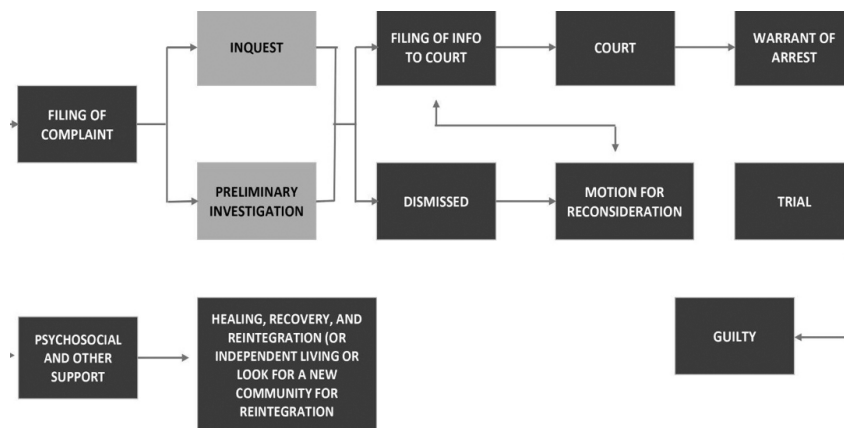 INQUEST
FILING OF INFO
TO COURT
COURT
WARRANT OF
ARREST
FILING OF
COMPLAINT
PRELIMINARY
INVESTIGATION
DISMISSED
MOTION FOR
RECONSIDERATION
TRIAL
PSYCHOSOCIAL
AND OTHER
SUPPORT
HEALING, RECOVERY, AND
REINTEGRATION (OR
INDEPENDENT LIVING OR
LOOK FOR A NEW
COMMUNITY FOR
REINTEGRATION
GUILTY